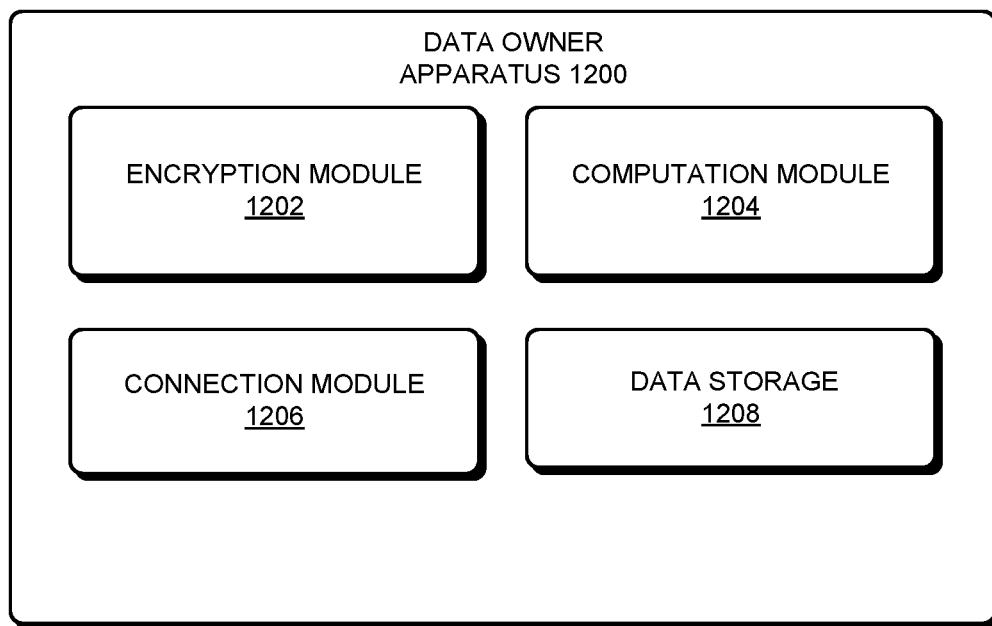 DATA OWNER
APPARATUS 1200
ENCRYPTION MODULE
1202
COMPUTATION MODULE
1204
CONNECTION MODULE
1206
DATA STORAGE
1208